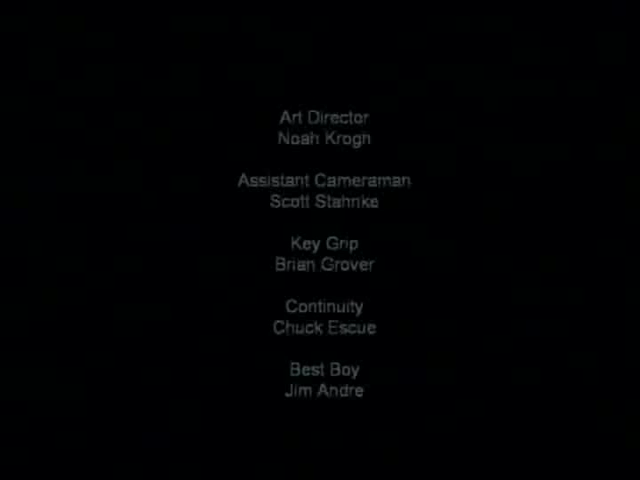 Art Director
Noah Krogh
Assistant Cameraman
Scott Stahnke
Key Grip
Brian Grover
Continuity
Chuck Escue
Best Boy
Jim Andre